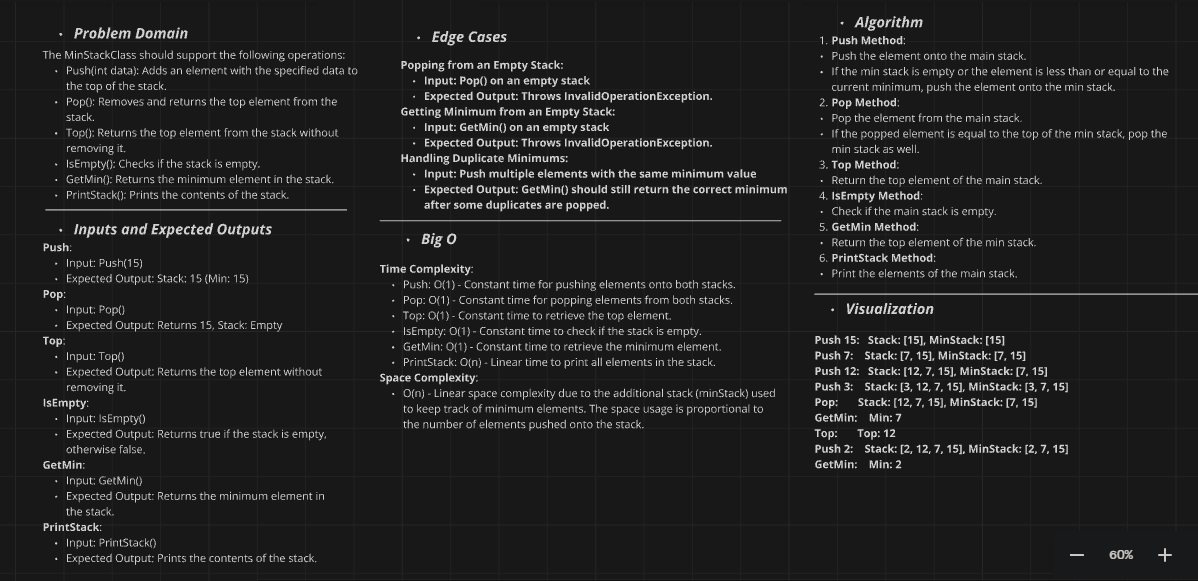 • Problem Domain
The MinStackClass should support the following operations:
• Push(int data): Adds an element with the specified data to
the top of the stack.
• Pop(): Removes and returns the top element from the
stack.
• Top(): Returns the top element from the stack without
removing it.
• IsEmpty(): Checks if the stack is empty.
• GetMin(): Returns the minimum element in the stack.
• PrintStack(): Prints the contents of the stack.
• Inputs and Expected Outputs
Push:
• Input: Push(15)
• Expected Output: Stack: 15 (Min: 15)
Pop:
• Input: Pop()
• Expected Output: Returns 15, Stack: Empty
Top:
• Input: Top()
• Expected Output: Returns the top element without
removing it.
IsEmpty:
• Input: IsEmpty()
• Expected Output: Returns true if the stack is empty,
otherwise false.
GetMin:
• Input: GetMin()
• Expected Output: Returns the minimum element in
the stack.
PrintStack:
• Input: PrintStack()
• Expected Output: Prints the contents of the stack.
• Edge Cases
Popping from an Empty Stack:
• Input: Pop() on an empty stack
• Expected Output: Throws InvalidOperationException.
Getting Minimum from an Empty Stack:
• Input: GetMin() on an empty stack
• Expected Output: Throws InvalidOperationException.
Handling Duplicate Minimums:
• Input: Push multiple elements with the same minimum value
• Expected Output: GetMin() should still return the correct minimum
after some duplicates are popped.
• Big O
Time Complexity:
• Push: O(1) - Constant time for pushing elements onto both stacks.
• Pop: O(1) - Constant time for popping elements from both stacks.
• Top: O(1) - Constant time to retrieve the top element.
• IsEmpty: O(1) - Constant time to check if the stack is empty.
• GetMin: O(1) - Constant time to retrieve the minimum element.
• PrintStack: O(n) - Linear time to print all elements in the stack.
Space Complexity:
• O(n) - Linear space complexity due to the additional stack (minStack) used
to keep track of minimum elements. The space usage is proportional to
the number of elements pushed onto the stack.
• Algorithm
1. Push Method:
• Push the element onto the main stack.
• If the min stack is empty or the element is less than or equal to the
current minimum, push the element onto the min stack.
2. Pop Method:
• Pop the element from the main stack.
• If the popped element is equal to the top of the min stack, pop the
min stack as well.
3. Top Method:
• Return the top element of the main stack.
4. IsEmpty Method:
• Check if the main stack is empty.
5. GetMin Method:
• Return the top element of the min stack.
6. PrintStack Method:
• Print the elements of the main stack.
• Visualization
Push 15: Stack: [15], MinStack: [15]
Push 7: Stack: [7, 15], MinStack: [7, 15]
Push 12: Stack: [12, 7, 15], MinStack: [7, 15]
Push 3: Stack: [3, 12, 7, 15], MinStack: [3, 7, 15]
Pop: Stack: [12, 7, 15], MinStack: [7, 15]
GetMin: Min: 7
Top: Top: 12
Push 2: Stack: [2, 12, 7, 15], MinStack: [2, 7, 15]
GetMin: Min: 2
− 60% +